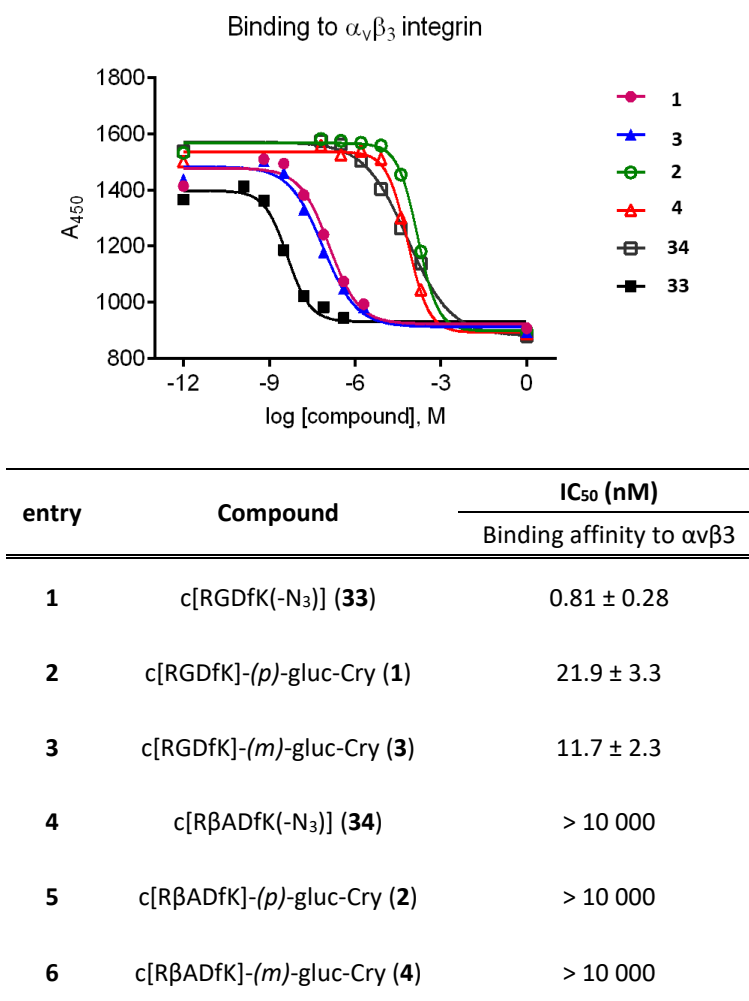 Binding to αvβ3 integrin
1800
1600
1400
1200
1000
800
A450
-12 -9 -6 -3 0
log [compound], M
1
3
2
4
34
33
entry Compound IC50 (nM)
Binding affinity to αvβ3
1 c[RGDfK(-N3)] (33) 0.81 ± 0.28
2 c[RGDfK]-(p)-gluc-Cry (1) 21.9 ± 3.3
3 c[RGDfK]-(m)-gluc-Cry (3) 11.7 ± 2.3
4 c[RβADfK(-N3)] (34) > 10 000
5 c[RβADfK]-(p)-gluc-Cry (2) > 10 000
6 c[RβADfK]-(m)-gluc-Cry (4) > 10 000